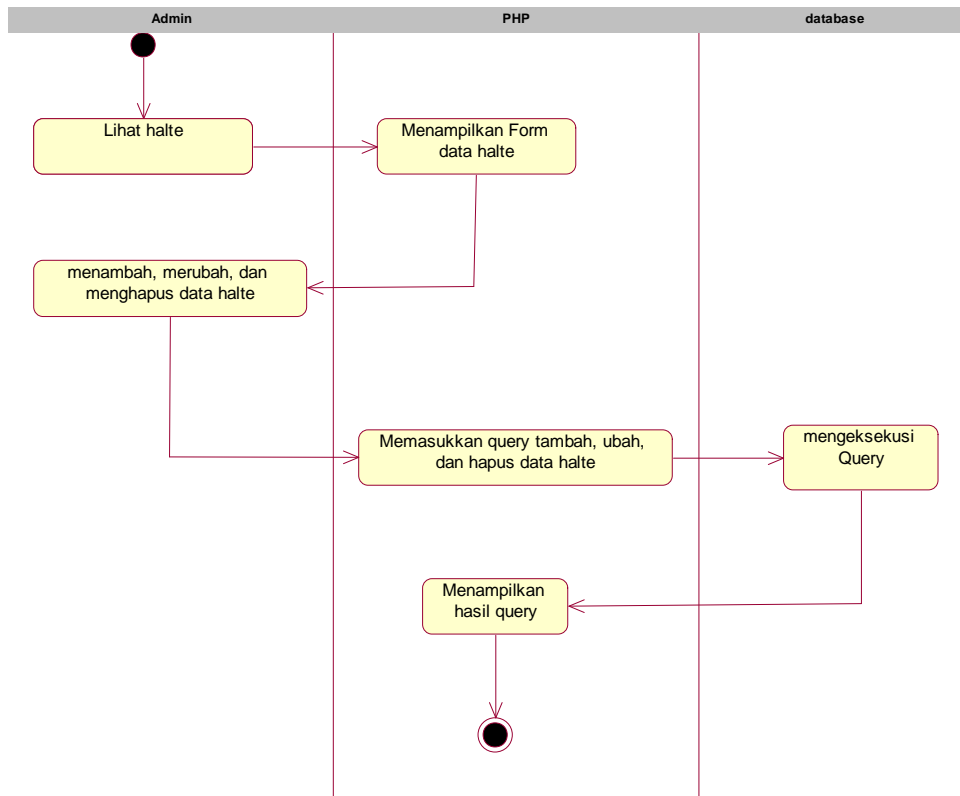 Admin
PHP
database
Lihat halte
Menampilkan Form
data halte
menambah, merubah, dan
menghapus data halte
Memasukkan query tambah, ubah,
dan hapus data halte
mengeksekusi
Query
Menampilkan
hasil query